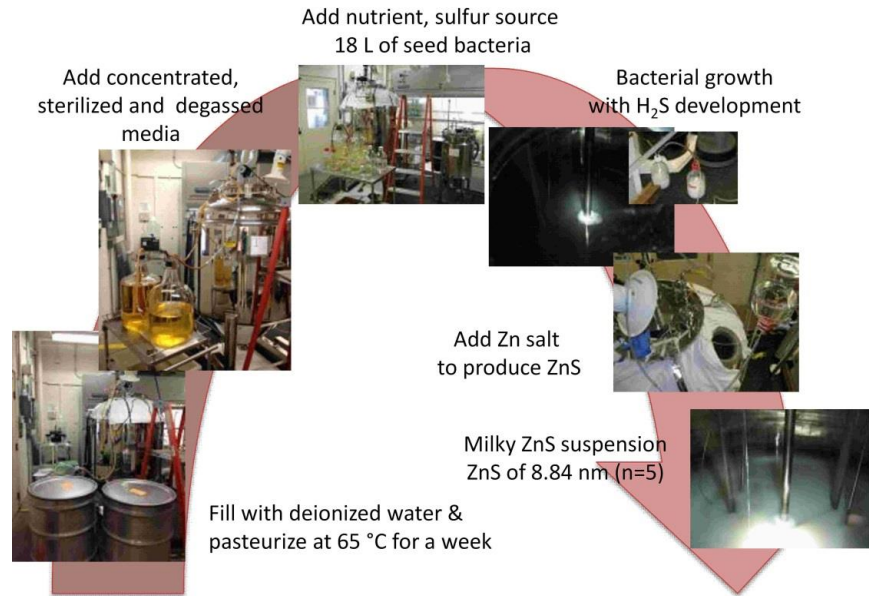 Add nutrient, sulfur source
18 L of seed bacteria
Add concentrated,
sterilized and degassed
media
Bacterial growth
with H₂S development
Add Zn salt
to produce ZnS
Milky ZnS suspension
ZnS of 8.84 nm (n=5)
Fill with deionized water &
pasteurize at 65 °C for a week